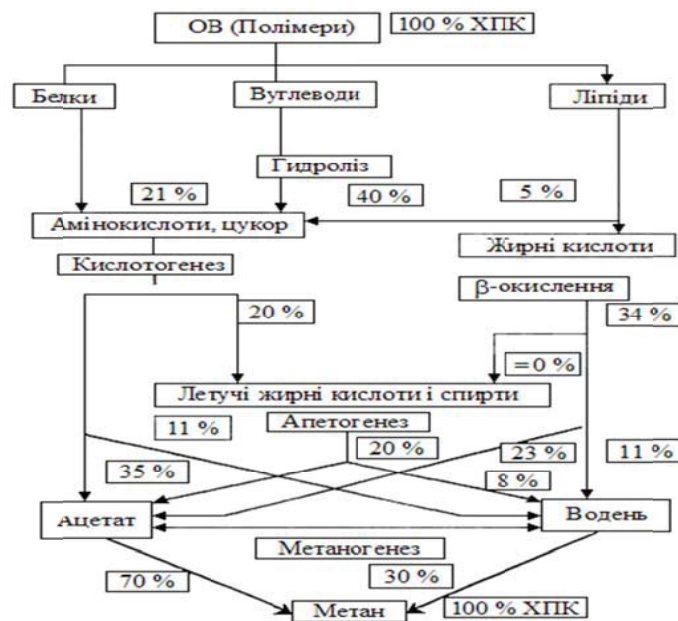 ОВ (Полімери) 100 % ХПК
Белки Вуглеводи Ліпіди
Гидроліз
21 % 40 % 5 %
Амінокислоти, цукор
Жирні кислоти
Кислотогенез
β-окислення
20 % 34 %
=0 %
Летучі жирні кислоти і спирти
11 % Апетогенез
20 % 23 % 11 %
35 % 8 %
Ацетат Водень
Метаногенез
70 % 30 %
Метан 100 % ХПК